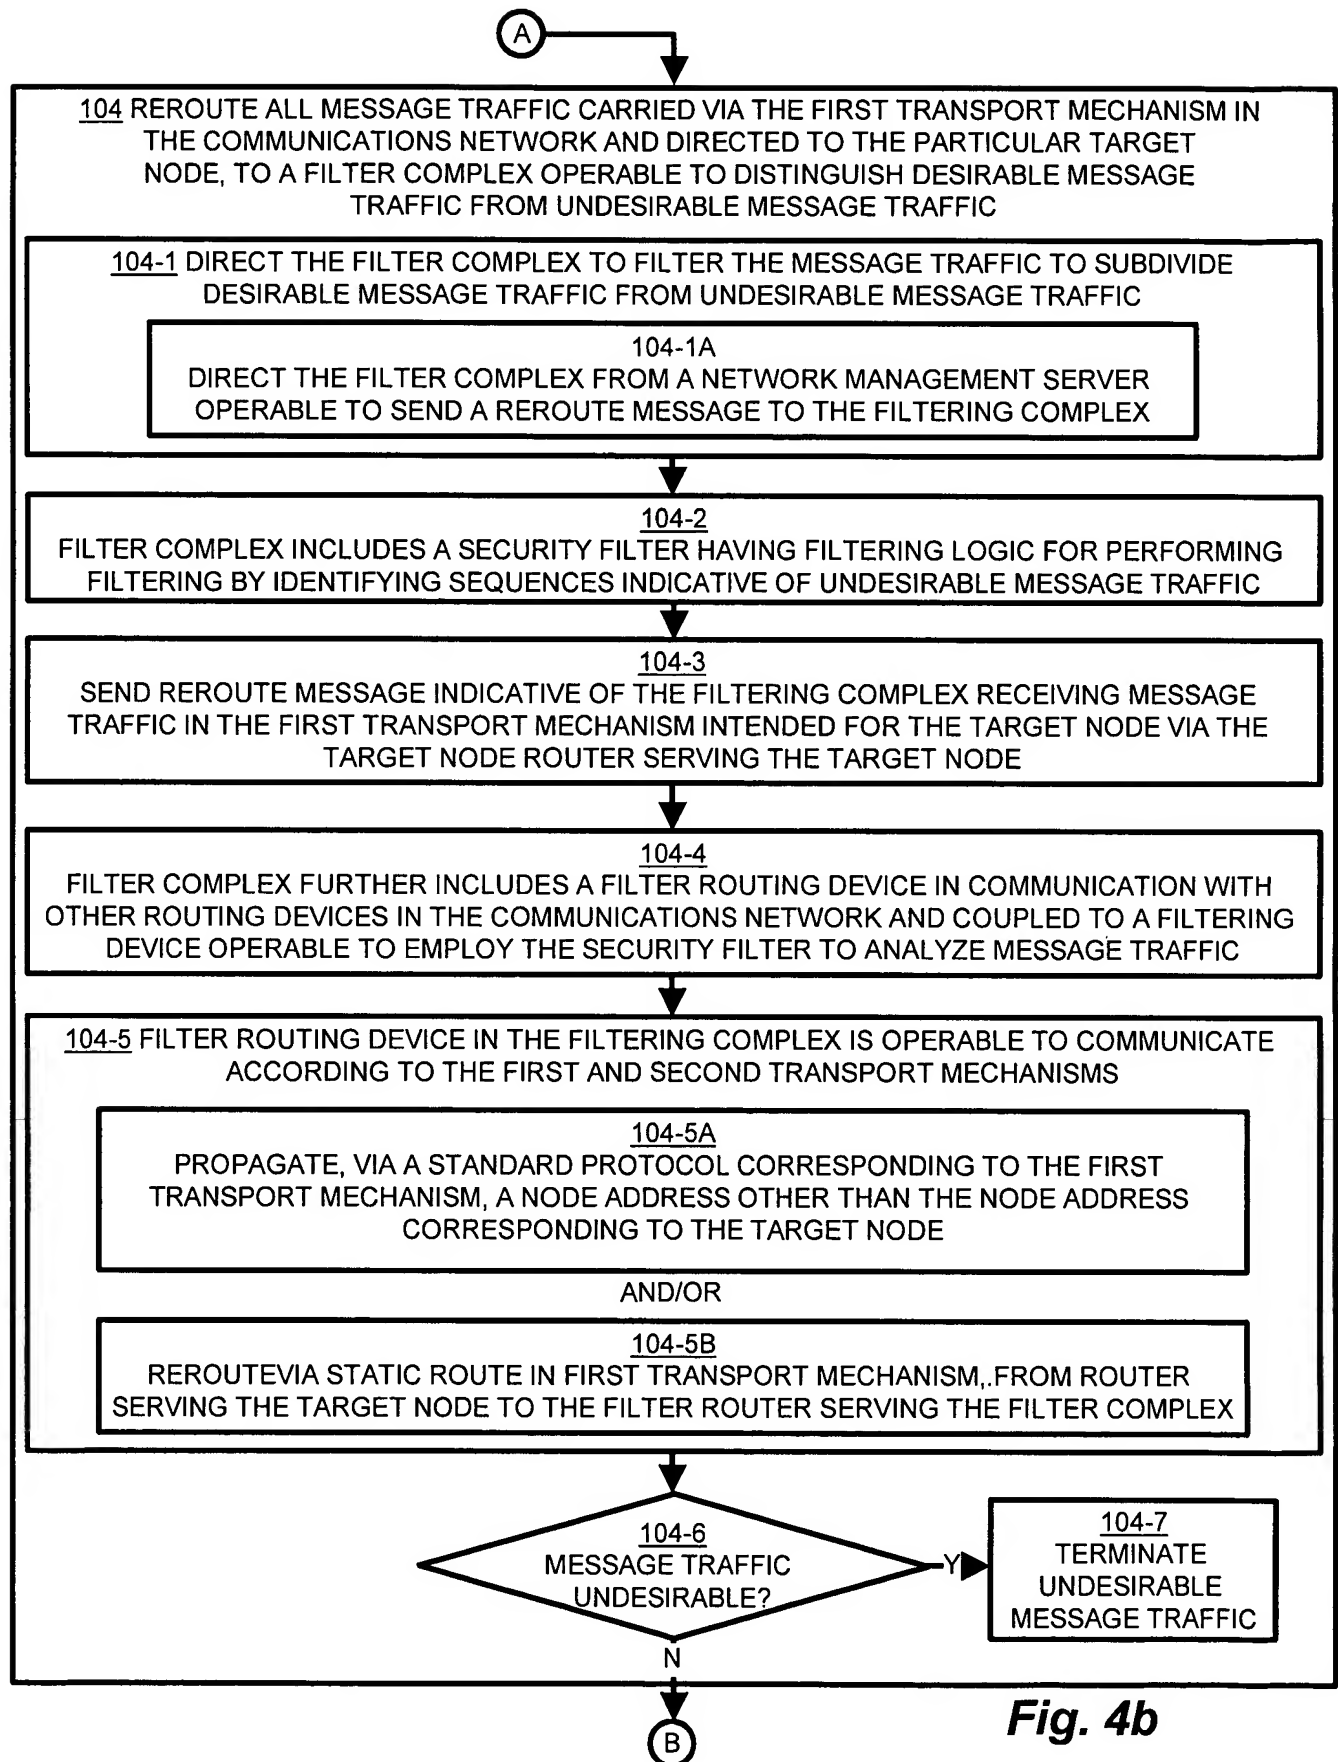 A
104 REROUTE ALL MESSAGE TRAFFIC CARRIED VIA THE FIRST TRANSPORT MECHANISM IN
THE COMMUNICATIONS NETWORK AND DIRECTED TO THE PARTICULAR TARGET
NODE, TO A FILTER COMPLEX OPERABLE TO DISTINGUISH DESIRABLE MESSAGE
TRAFFIC FROM UNDESIRABLE MESSAGE TRAFFIC
104-1 DIRECT THE FILTER COMPLEX TO FILTER THE MESSAGE TRAFFIC TO SUBDIVIDE
DESIRABLE MESSAGE TRAFFIC FROM UNDESIRABLE MESSAGE TRAFFIC
104-1A
DIRECT THE FILTER COMPLEX FROM A NETWORK MANAGEMENT SERVER
OPERABLE TO SEND A REROUTE MESSAGE TO THE FILTERING COMPLEX
104-2
FILTER COMPLEX INCLUDES A SECURITY FILTER HAVING FILTERING LOGIC FOR PERFORMING
FILTERING BY IDENTIFYING SEQUENCES INDICATIVE OF UNDESIRABLE MESSAGE TRAFFIC
104-3
SEND REROUTE MESSAGE INDICATIVE OF THE FILTERING COMPLEX RECEIVING MESSAGE
TRAFFIC IN THE FIRST TRANSPORT MECHANISM INTENDED FOR THE TARGET NODE VIA THE
TARGET NODE ROUTER SERVING THE TARGET NODE
104-4
FILTER COMPLEX FURTHER INCLUDES A FILTER ROUTING DEVICE IN COMMUNICATION WITH
OTHER ROUTING DEVICES IN THE COMMUNICATIONS NETWORK AND COUPLED TO A FILTERING
DEVICE OPERABLE TO EMPLOY THE SECURITY FILTER TO ANALYZE MESSAGE TRAFFIC
104-5 FILTER ROUTING DEVICE IN THE FILTERING COMPLEX IS OPERABLE TO COMMUNICATE
ACCORDING TO THE FIRST AND SECOND TRANSPORT MECHANISMS
104-5A
PROPAGATE, VIA A STANDARD PROTOCOL CORRESPONDING TO THE FIRST
TRANSPORT MECHANISM, A NODE ADDRESS OTHER THAN THE NODE ADDRESS
CORRESPONDING TO THE TARGET NODE
AND/OR
104-5B
REROUTEVIA STATIC ROUTE IN FIRST TRANSPORT MECHANISM,.FROM ROUTER
SERVING THE TARGET NODE TO THE FILTER ROUTER SERVING THE FILTER COMPLEX
104-6
MESSAGE TRAFFIC
UNDESIRABLE?
Y
104-7
TERMINATE
UNDESIRABLE
MESSAGE TRAFFIC
N
Fig. 4b
B